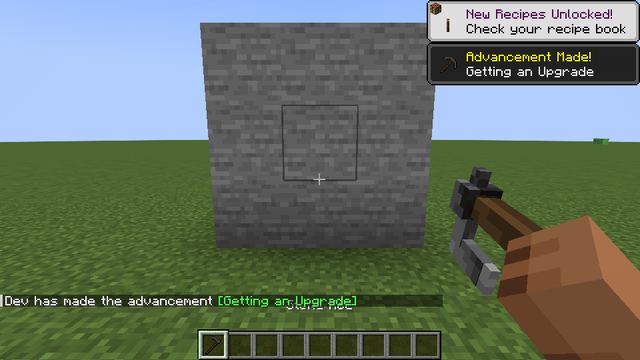 New Recipes Unlocked!
Check your recipe book
Advancement Made!
Getting an Upgrade
Dev has made the advancement [Getting an Upgrade]